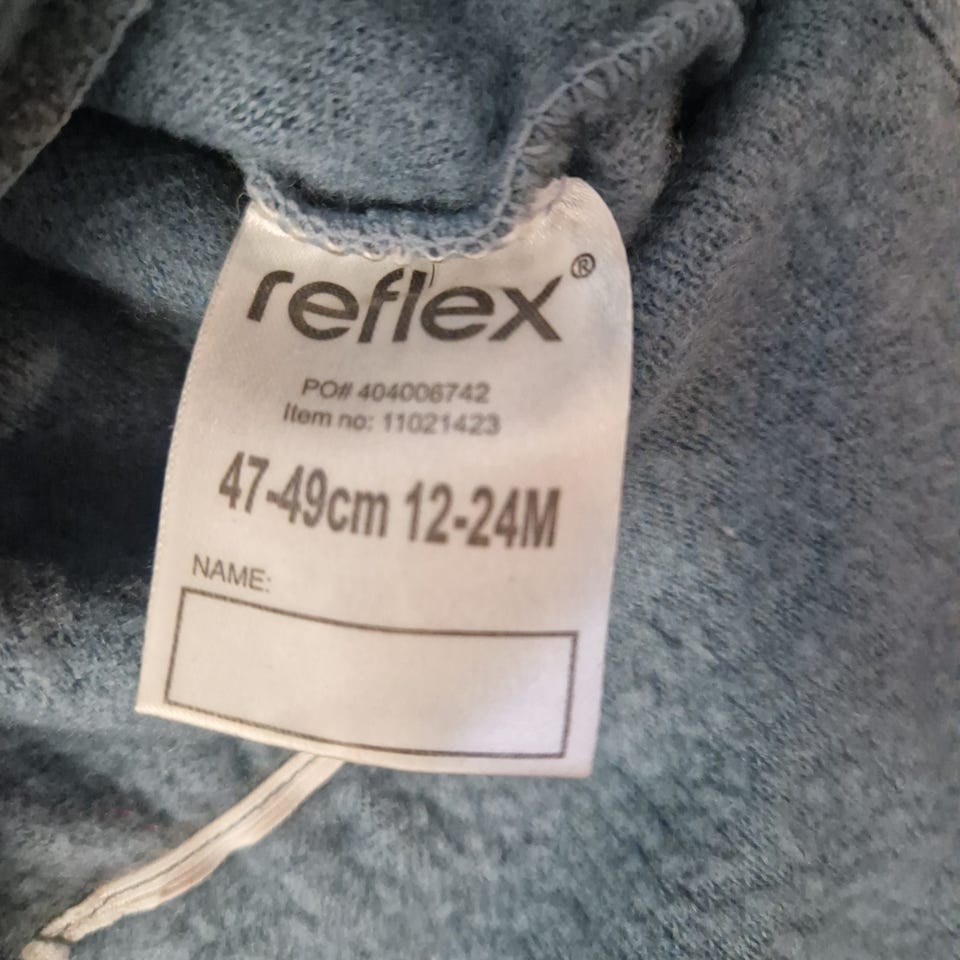 reflex®
PO# 404006742
Item no: 11021423
47-49cm 12-24M
NAME: